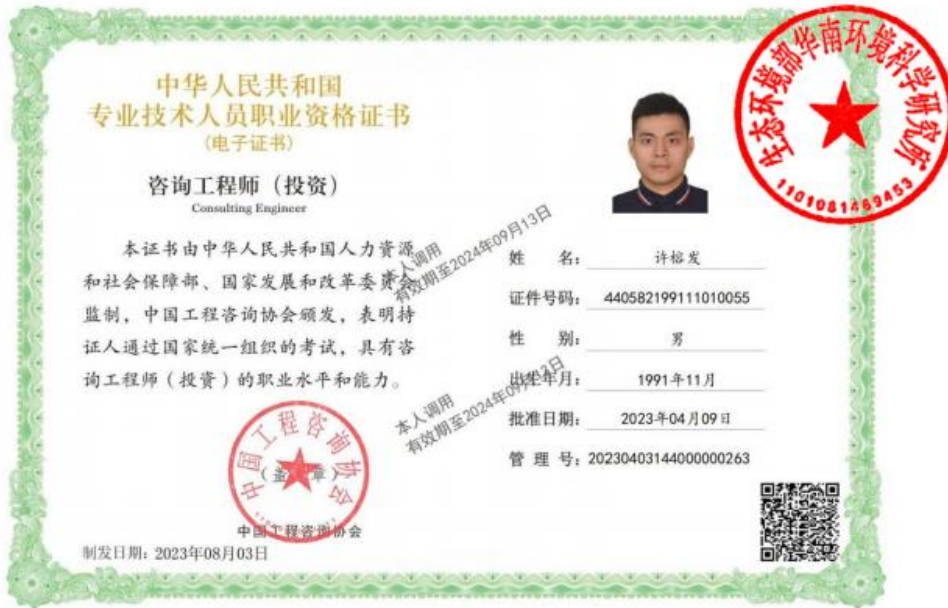 中华人民共和国
专业技术人员职业资格证书
(电子证书)
咨询工程师（投资）
Consulting Engineer
本证书由中华人民共和国人力资源
和社会保障部、国家发展和改革委员会
监制，中国工程咨询协会颁发，表明持
证人通过国家统一组织的考试，具有咨
询工程师（投资）的职业水平和能力。
中国工程咨询协会
（盖章）
中国工程咨询协会
制发日期：2023年08月03日
本人调用
有效期至2024年09月13日
本人调用
有效期至2024年09月13日
生态环境部华南环境科学研究所
1101081469453
姓 名： 许榕发
证件号码： 440582199111010055
性 别： 男
出生年月： 1991年11月
批准日期： 2023年04月09日
管 理 号： 20230403144000000263